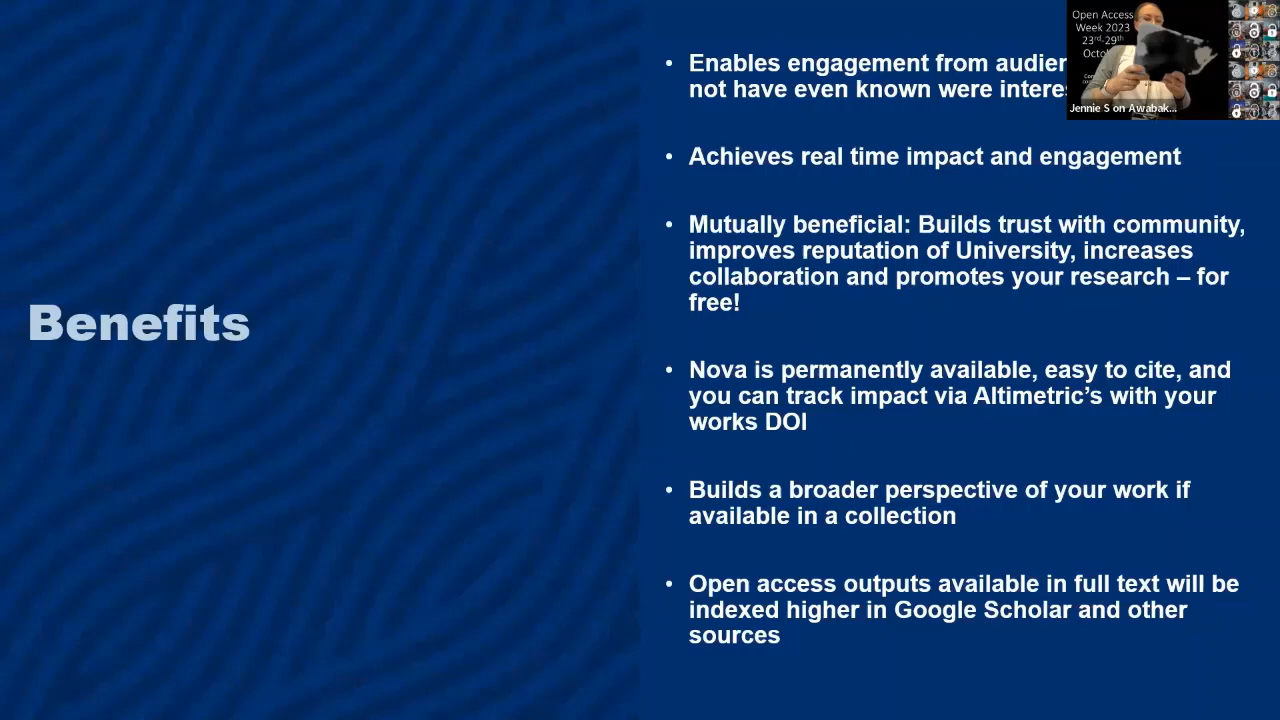 Benefits
• Enables engagement from audien
not have even known were interes
• Achieves real time impact and engagement
• Mutually beneficial: Builds trust with community,
improves reputation of University, increases
collaboration and promotes your research – for
free!
• Nova is permanently available, easy to cite, and
you can track impact via Altimetric’s with your
works DOI
• Builds a broader perspective of your work if
available in a collection
• Open access outputs available in full text will be
indexed higher in Google Scholar and other
sources
Open Access
Week 2023
23rd-29th
Octo
Jennie S on Awabak...